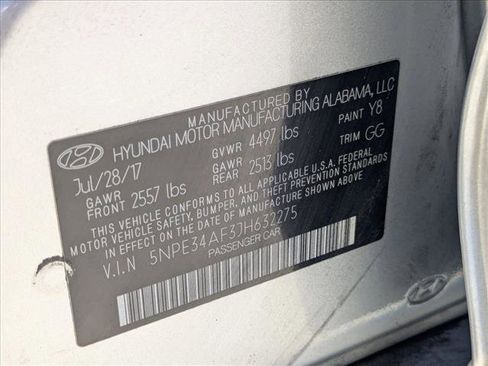 MANUFACTURED BY
HYUNDAI MOTOR MANUFACTURING ALABAMA, LLC
Jul/28/17 GVWR 4497 lbs PAINT Y8
GAWR FRONT 2557 lbs GAWR REAR 2513 lbs TRIM GG
THIS VEHICLE CONFORMS TO ALL APPLICABLE U.S.A. FEDERAL
MOTOR VEHICLE SAFETY, BUMPER, AND THEFT PREVENTION STANDARDS
IN EFFECT ON THE DATE OF MANUFACTURE SHOWN ABOVE.
V.I.N 5NPE34AF3JH632275
PASSENGER CAR